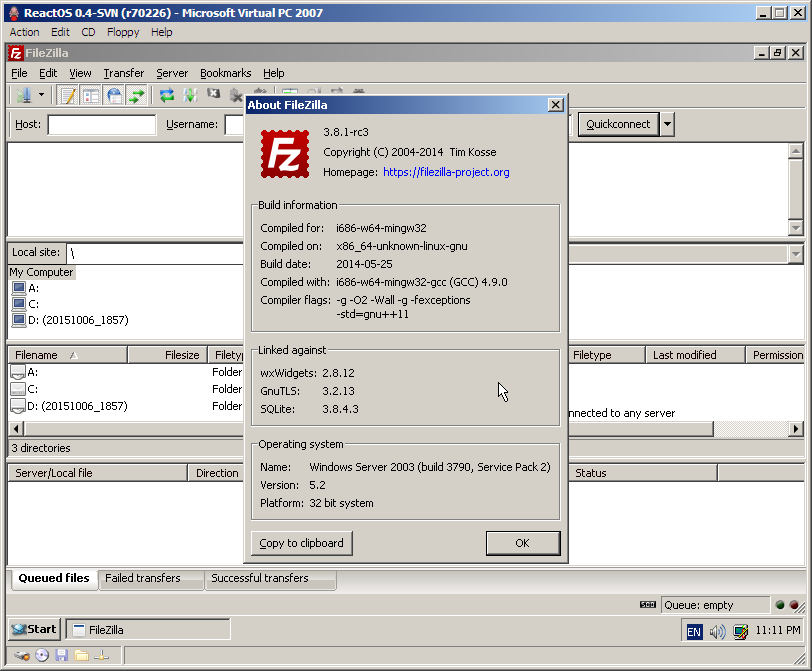 ReactOS 0.4-SVN (r70226) - Microsoft Virtual PC 2007
Action Edit CD Floppy Help
FileZilla
File Edit View Transfer Server Bookmarks Help
Host: Username: Quickconnect
About FileZilla
Fz
3.8.1-rc3
Copyright (C) 2004-2014 Tim Kosse
Homepage: https://filezilla-project.org
Build information
Compiled for: i686-w64-mingw32
Compiled on: x86_64-unknown-linux-gnu
Build date: 2014-05-25
Compiled with: i686-w64-mingw32-gcc (GCC) 4.9.0
Compiler flags: -g -O2 -Wall -g -fexceptions
-std=gnu++11
Linked against
wxWidgets: 2.8.12
GnuTLS: 3.2.13
SQLite: 3.8.4.3
Operating system
Name: Windows Server 2003 (build 3790, Service Pack 2)
Version: 5.2
Platform: 32 bit system
Copy to clipboard OK
Local site: \
My Computer
A:
C:
D: (20151006_1857)
Filename Filesize Filety
Filetype Last modified Permission
A: Folder
C: Folder
D: (20151006_1857) Folder
nnected to any server
3 directories
Server/Local file Direction Status
Queued files Failed transfers Successful transfers
Queue: empty
Start FileZilla EN 11:11 PM